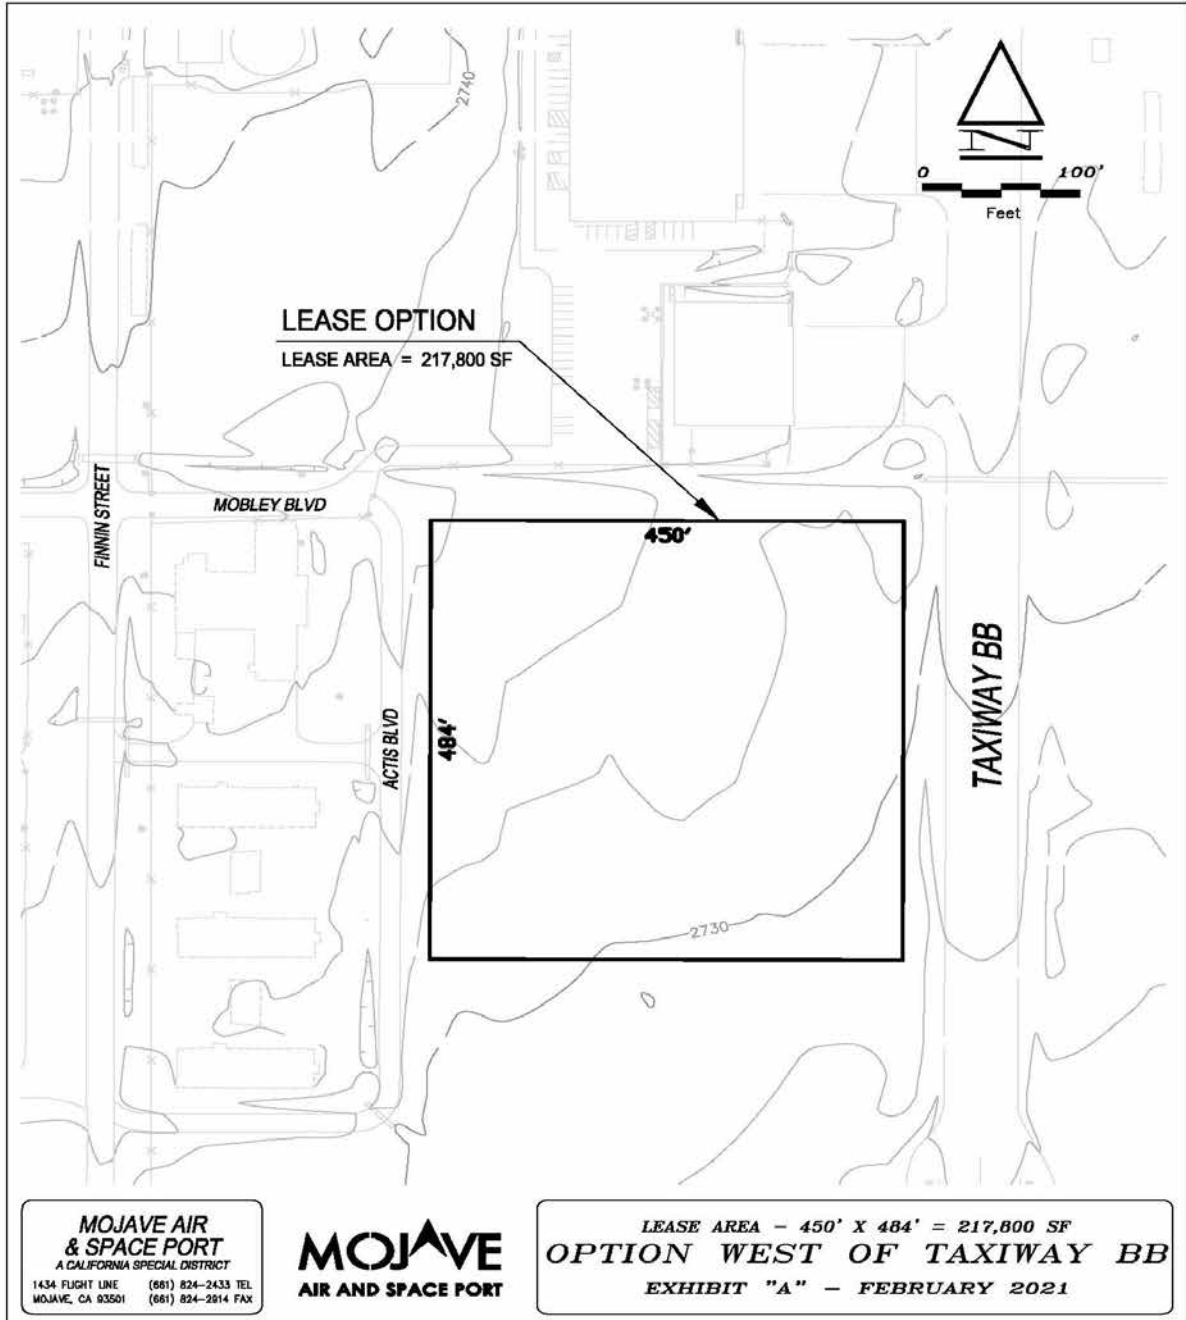 2740
N
0 100'
Feet
LEASE OPTION
LEASE AREA = 217,800 SF
FINNIN STREET
MOBLEY BLVD
450'
484'
ACTIS BLVD
TAXIWAY BB
2730
MOJAVE AIR
& SPACE PORT
A CALIFORNIA SPECIAL DISTRICT
1434 FLIGHT LINE (661) 824-2433 TEL
MOJAVE, CA 93501 (661) 824-2914 FAX
MOJAVE
AIR AND SPACE PORT
LEASE AREA - 450' X 484' = 217,800 SF
OPTION WEST OF TAXIWAY BB
EXHIBIT "A" - FEBRUARY 2021